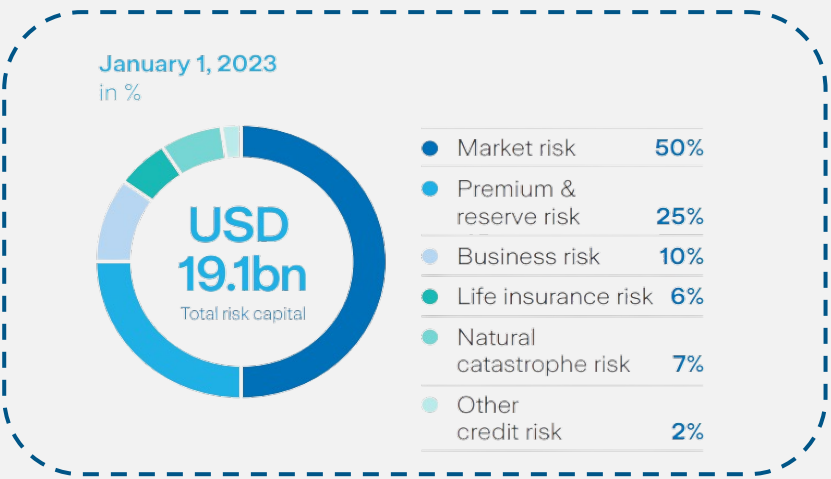 January 1, 2023
in %
USD
19.1bn
Total risk capital
Market risk 50%
Premium &
reserve risk 25%
Business risk 10%
Life insurance risk 6%
Natural
catastrophe risk 7%
Other
credit risk 2%